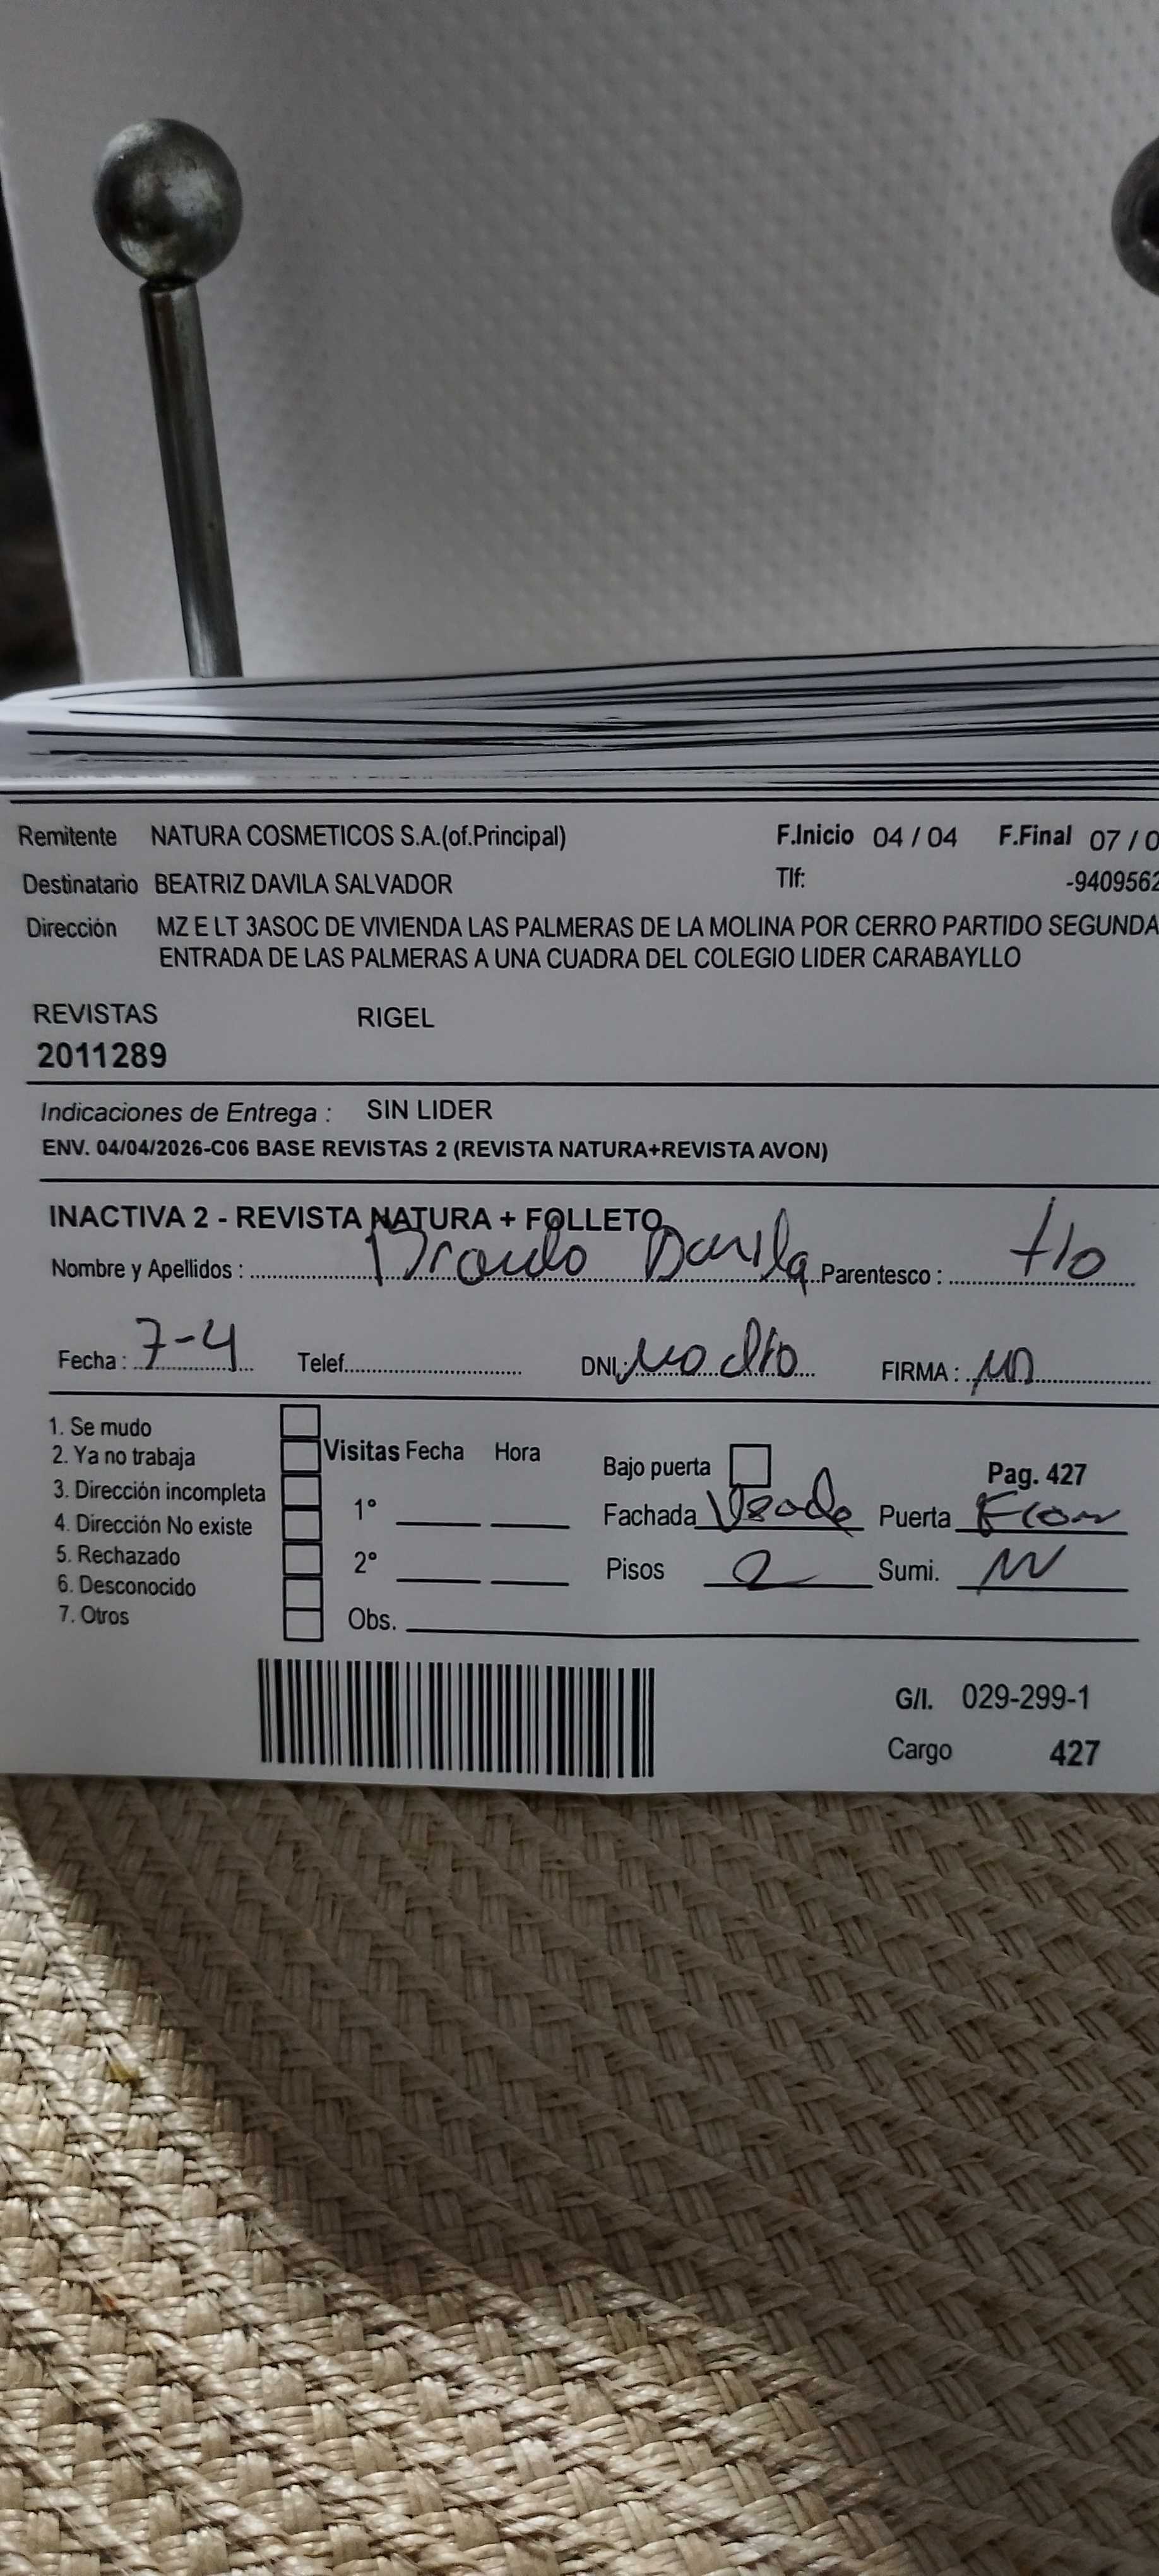 Remitente NATURA COSMETICOS S.A.(of.Principal) F.Inicio 04 / 04 F.Final 07 / 0
Destinatario BEATRIZ DAVILA SALVADOR Tlf: -9409562
Dirección MZ E LT 3ASOC DE VIVIENDA LAS PALMERAS DE LA MOLINA POR CERRO PARTIDO SEGUNDA
ENTRADA DE LAS PALMERAS A UNA CUADRA DEL COLEGIO LIDER CARABAYLLO
REVISTAS RIGEL
2011289
Indicaciones de Entrega : SIN LIDER
ENV. 04/04/2026-C06 BASE REVISTAS 2 (REVISTA NATURA+REVISTA AVON)
INACTIVA 2 - REVISTA NATURA + FOLLETO
Nombre y Apellidos : Davila Parentesco :
Fecha : 7-4 Telef. DNI: no dio FIRMA :
1. Se mudo
2. Ya no trabaja Visitas Fecha Hora Bajo puerta Pag. 427
3. Dirección incompleta 1° Fachada Puerta
4. Dirección No existe
5. Rechazado 2° Pisos 2 Sumi.
6. Desconocido
7. Otros Obs.
G/I. 029-299-1
Cargo 427